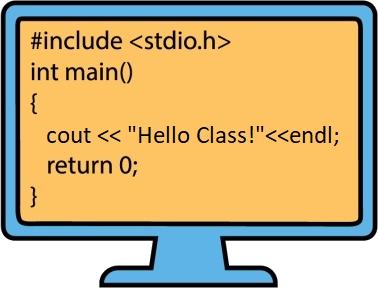 #include <stdio.h>
int main()
{
cout << "Hello Class!"<<endl;
return 0;
}